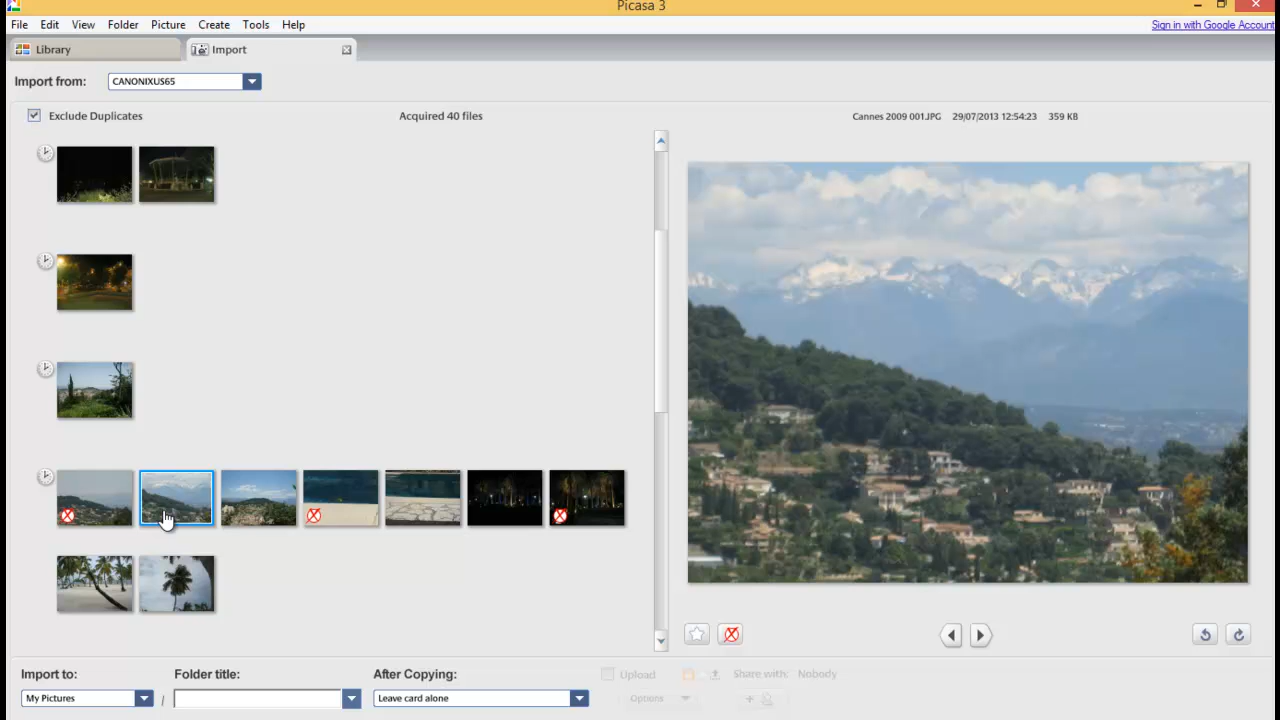 Picasa 3
File Edit View Folder Picture Create Tools Help
Sign in with Google Account
Library Import
Import from: CANONIXUS65
Exclude Duplicates Acquired 40 files Cannes 2009 001.JPG 29/07/2013 12:54:23 359 KB
Import to: Folder title: After Copying: Upload Share with: Nobody
My Pictures / Leave card alone Options +